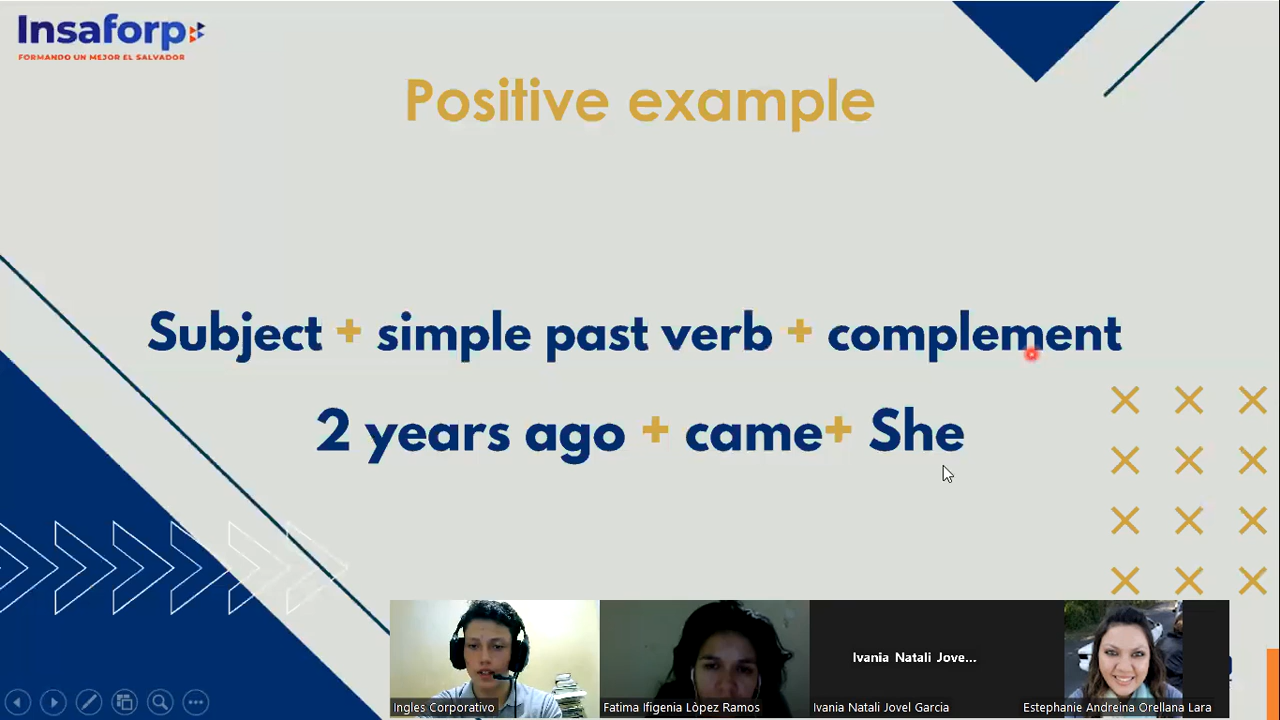 Insaforp
FORMANDO UN MEJOR EL SALVADOR
Positive example
Subject + simple past verb + complement
2 years ago + came+ She
Ivania Natali Jove...
Ingles Corporativo
Fatima Ifigenia Lòpez Ramos
Ivania Natali Jovel Garcia
Estephanie Andreina Orellana Lara